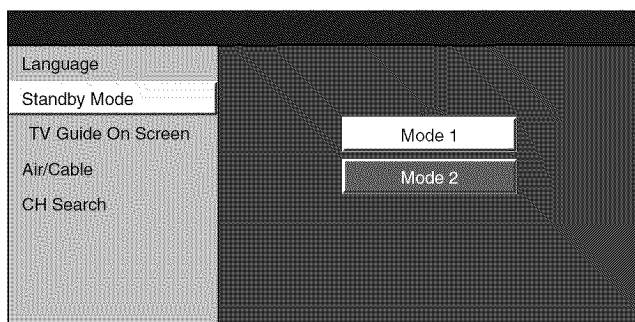 Language
Standby Mode
TV Guide On Screen
Air/Cable
CH Search
Mode 1
Mode 2